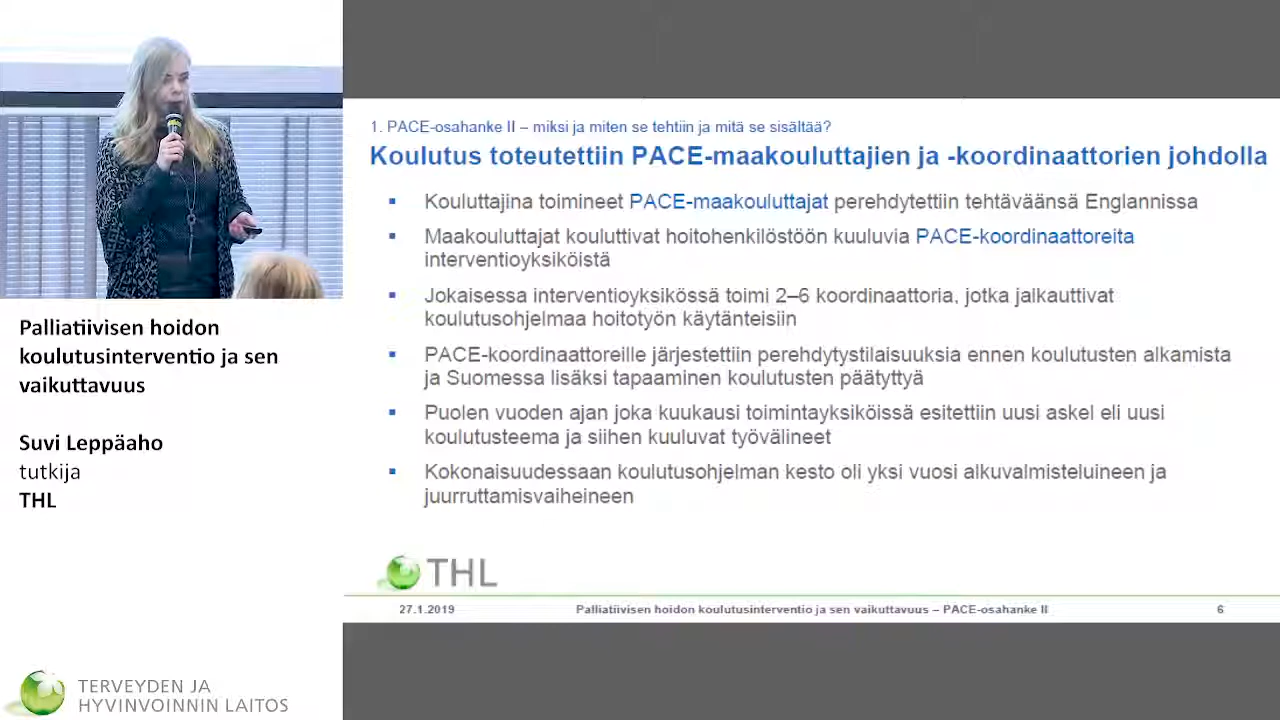 Palliatiivisen hoidon
koulutusinterventio ja sen
vaikuttavuus
Suvi Leppäaho
tutkija
THL
TERVEYDEN JA
HYVINVOINNIN LAITOS
1. PACE-osahanke II – miksi ja miten se tehtiin ja mitä se sisältää?
Koulutus toteutettiin PACE-maakouluttajien ja -koordinaattorien johdolla
▪ Kouluttajina toimineet PACE-maakouluttajat perehdytettiin tehtäväänsä Englannissa
▪ Maakouluttajat kouluttivat hoitohenkilöstöön kuuluvia PACE-koordinaattoreita
interventioyksiköistä
▪ Jokaisessa interventioyksikössä toimi 2–6 koordinaattoria, jotka jalkauttivat
koulutusohjelmaa hoitotyön käytänteisiin
▪ PACE-koordinaattoreille järjestettiin perehdytystilaisuuksia ennen koulutusten alkamista
ja Suomessa lisäksi tapaaminen koulutusten päätyttyä
▪ Puolen vuoden ajan joka kuukausi toimintayksiköissä esitettiin uusi askel eli uusi
koulutusteema ja siihen kuuluvat työvälineet
▪ Kokonaisuudessaan koulutusohjelman kesto oli yksi vuosi alkuvalmisteluineen ja
juurruttamisvaiheineen
THL
27.1.2019 Palliatiivisen hoidon koulutusinterventio ja sen vaikuttavuus – PACE-osahanke II 6